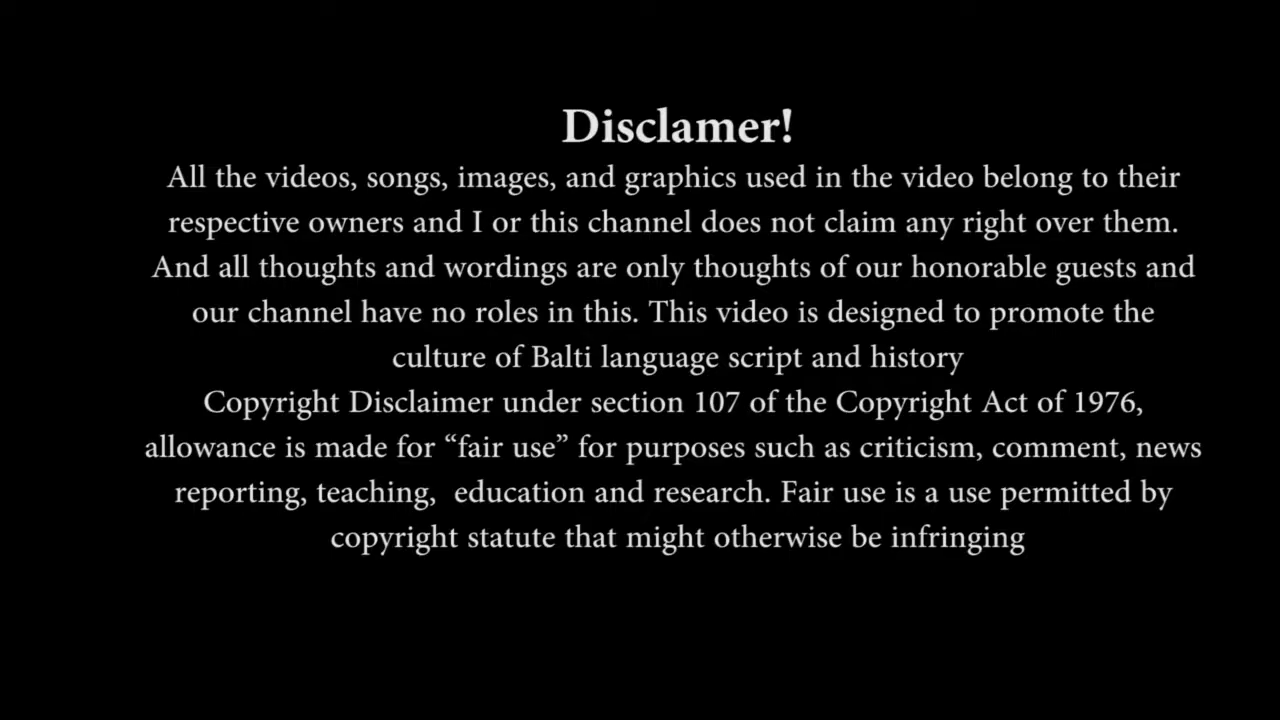 Disclamer!
All the videos, songs, images, and graphics used in the video belong to their
respective owners and I or this channel does not claim any right over them.
And all thoughts and wordings are only thoughts of our honorable guests and
our channel have no roles in this. This video is designed to promote the
culture of Balti language script and history
Copyright Disclaimer under section 107 of the Copyright Act of 1976,
allowance is made for “fair use” for purposes such as criticism, comment, news
reporting, teaching,  education and research. Fair use is a use permitted by
copyright statute that might otherwise be infringing